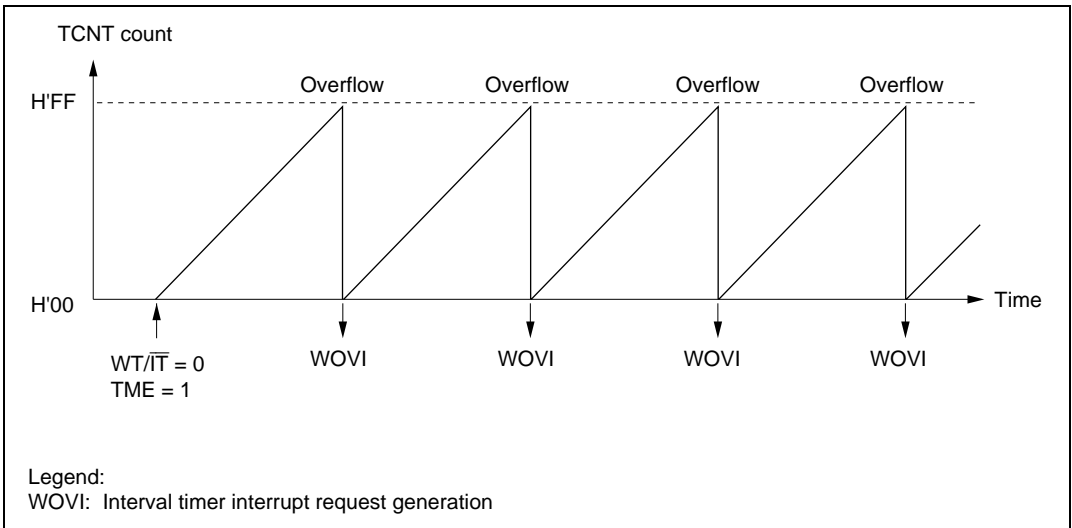 TCNT count
Overflow Overflow Overflow Overflow
H'FF
H'00
Time
WT/I̅T̅ = 0
TME = 1
WOVI WOVI WOVI WOVI
Legend:
WOVI: Interval timer interrupt request generation